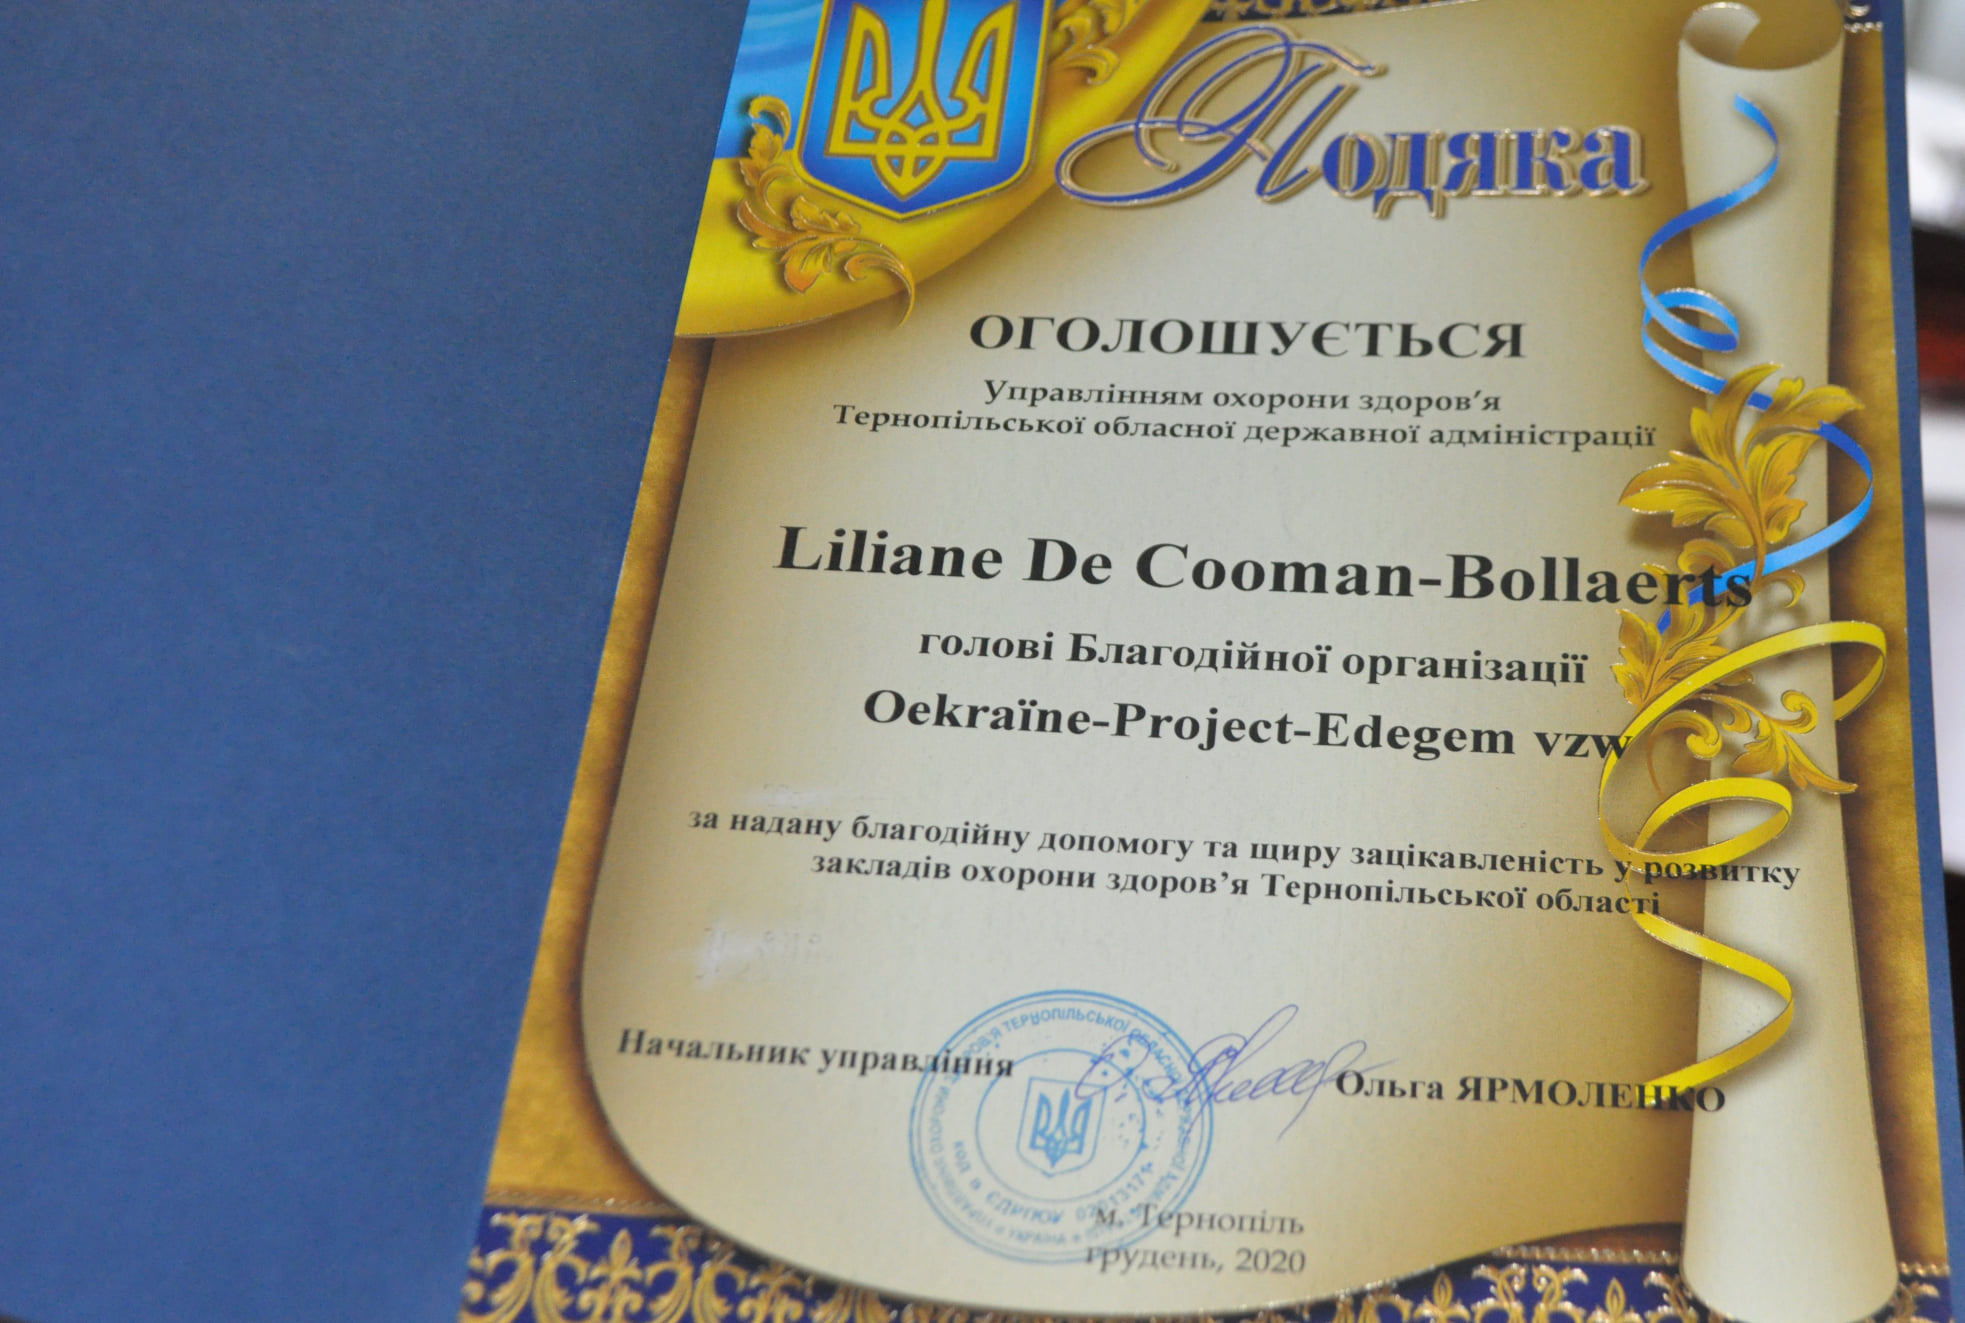 Подяка
ОГОЛОШУЄТЬСЯ
Управлінням охорони здоров'я
Тернопільської обласної державної адміністрації
Liliane De Cooman-Bollaerts
голові Благодійної організації
Oekraïne-Project-Edegem vzw
за надану благодійну допомогу та щиру зацікавленість у розвитку
закладів охорони здоров'я Тернопільської області
Начальник управління
Ольга ЯРМОЛЕНКО
ТЕРНОПІЛЬСЬКОЇ
УКРАЇНА
м. Тернопіль
грудень, 2020